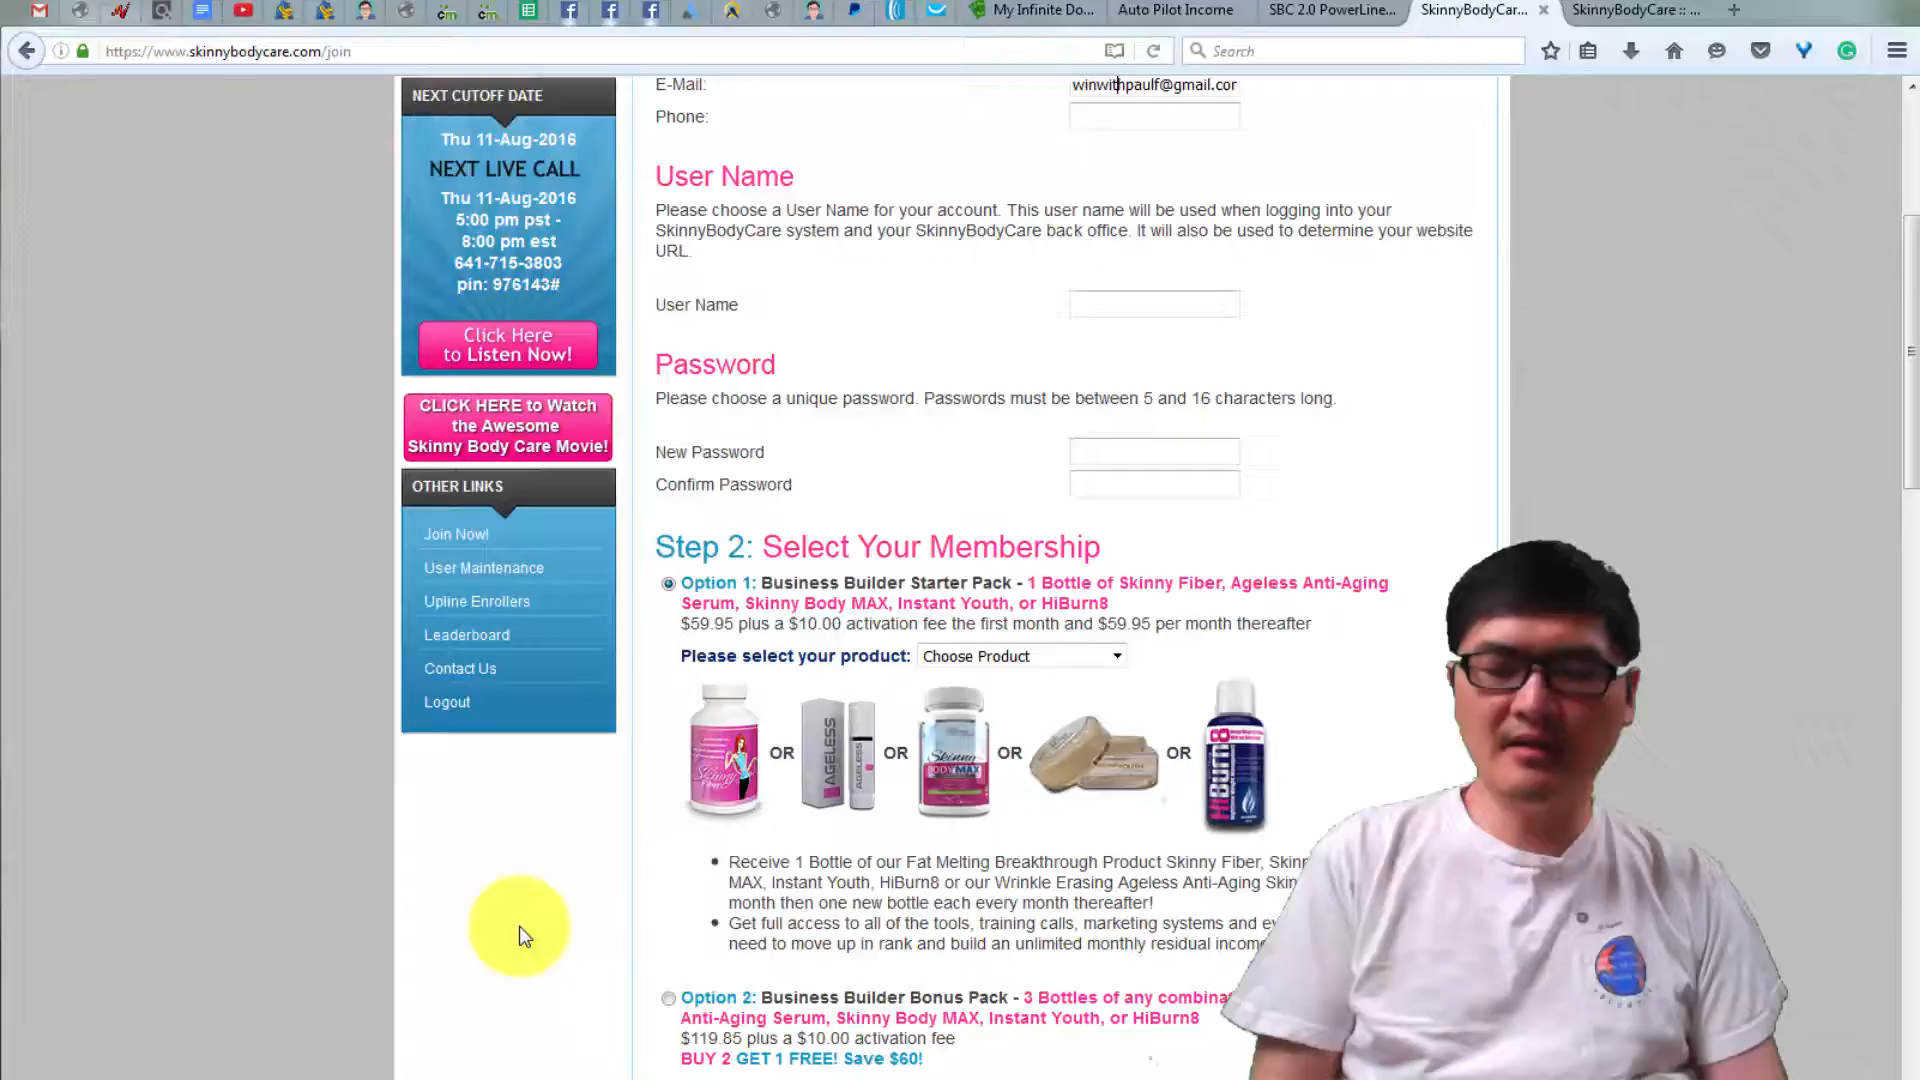 My Infinite Do...
Auto Pilot Income
SBC 2.0 PowerLine...
SkinnyBodyCar...
SkinnyBodyCare :: ...
https://www.skinnybodycare.com/join
Search
NEXT CUTOFF DATE
Thu 11-Aug-2016
NEXT LIVE CALL
Thu 11-Aug-2016
5:00 pm pst -
8:00 pm est
641-715-3803
pin: 976143#
Click Here
to Listen Now!
CLICK HERE to Watch
the Awesome
Skinny Body Care Movie!
OTHER LINKS
Join Now!
User Maintenance
Upline Enrollers
Leaderboard
Contact Us
Logout
E-Mail:
winwithpaulf@gmail.cor
Phone:
User Name
Please choose a User Name for your account. This user name will be used when logging into your
SkinnyBodyCare system and your SkinnyBodyCare back office. It will also be used to determine your website
URL.
User Name
Password
Please choose a unique password. Passwords must be between 5 and 16 characters long.
New Password
Confirm Password
Step 2: Select Your Membership
Option 1: Business Builder Starter Pack - 1 Bottle of Skinny Fiber, Ageless Anti-Aging
Serum, Skinny Body MAX, Instant Youth, or HiBurn8
$59.95 plus a $10.00 activation fee the first month and $59.95 per month thereafter
Please select your product: Choose Product
OR
OR
OR
OR
AGELESS
AGELESS
Skinny
BODYMAX
HiBurn
8
Receive 1 Bottle of our Fat Melting Breakthrough Product Skinny Fiber, Skinn
MAX, Instant Youth, HiBurn8 or our Wrinkle Erasing Ageless Anti-Aging Skin
month then one new bottle each every month thereafter!
Get full access to all of the tools, training calls, marketing systems and ev
need to move up in rank and build an unlimited monthly residual income
Option 2: Business Builder Bonus Pack - 3 Bottles of any combina
Anti-Aging Serum, Skinny Body MAX, Instant Youth, or HiBurn8
$119.85 plus a $10.00 activation fee
BUY 2 GET 1 FREE! Save $60!